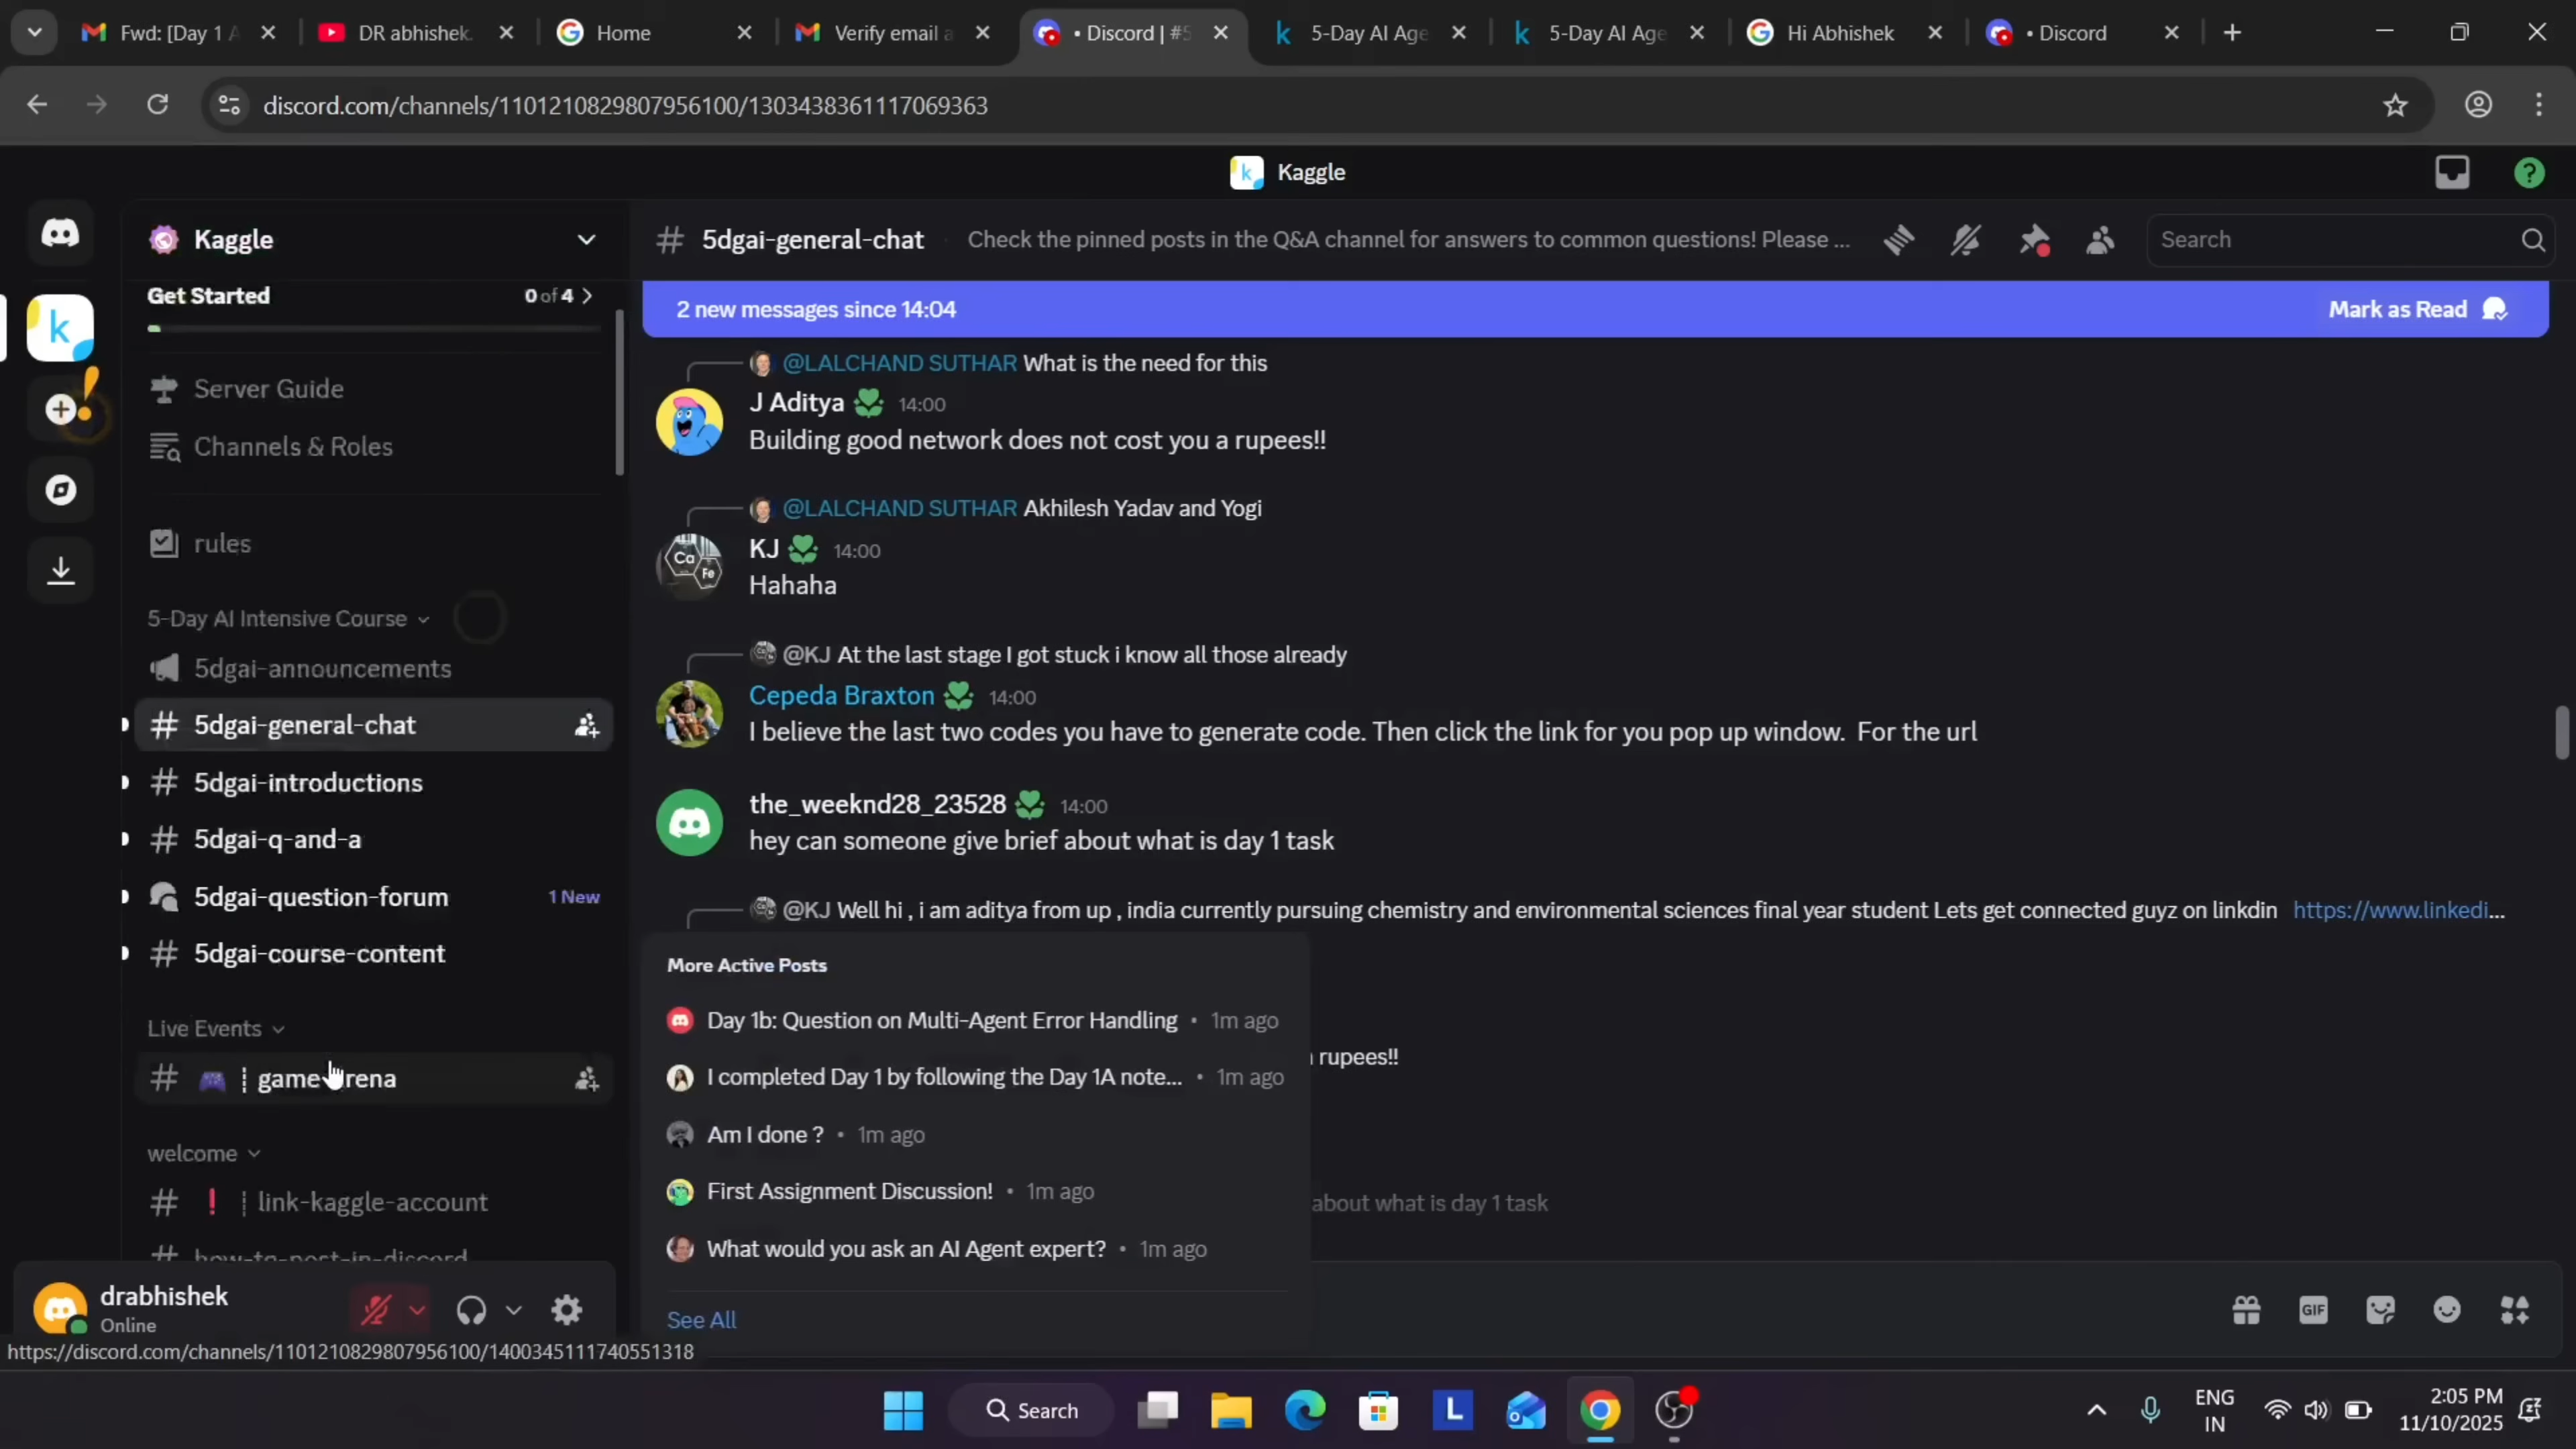 Fwd: [Day 1 A
DR abhishek.
Home
Verify email a
• Discord | #5
5-Day AI Age
5-Day AI Age
Hi Abhishek
• Discord
discord.com/channels/1101210829807956100/1303438361117069363
Kaggle
Kaggle
Get Started
0 of 4
Server Guide
Channels & Roles
rules
5-Day AI Intensive Course
5dgai-announcements
5dgai-general-chat
5dgai-introductions
5dgai-q-and-a
5dgai-question-forum
1 New
5dgai-course-content
Live Events
game-arena
welcome
link-kaggle-account
how-to-post-in-discord
drabhishek
Online
https://discord.com/channels/1101210829807956100/1400345111740551318
5dgai-general-chat
Check the pinned posts in the Q&A channel for answers to common questions! Please ...
Search
2 new messages since 14:04
Mark as Read
@LALCHAND SUTHAR What is the need for this
J Aditya 14:00
Building good network does not cost you a rupees!!
@LALCHAND SUTHAR Akhilesh Yadav and Yogi
KJ 14:00
Hahaha
@KJ At the last stage I got stuck i know all those already
Cepeda Braxton 14:00
I believe the last two codes you have to generate code. Then click the link for you pop up window. For the url
the_weeknd28_23528 14:00
hey can someone give brief about what is day 1 task
@KJ Well hi , i am aditya from up , india currently pursuing chemistry and environmental sciences final year student Lets get connected guyz on linkdin https://www.linkedi...
More Active Posts
Day 1b: Question on Multi-Agent Error Handling • 1m ago
rupees!!
I completed Day 1 by following the Day 1A note... • 1m ago
Am I done ? • 1m ago
First Assignment Discussion! • 1m ago
about what is day 1 task
What would you ask an AI Agent expert? • 1m ago
See All
GIF
Search
L
ENG
IN
2:05 PM
11/10/2025